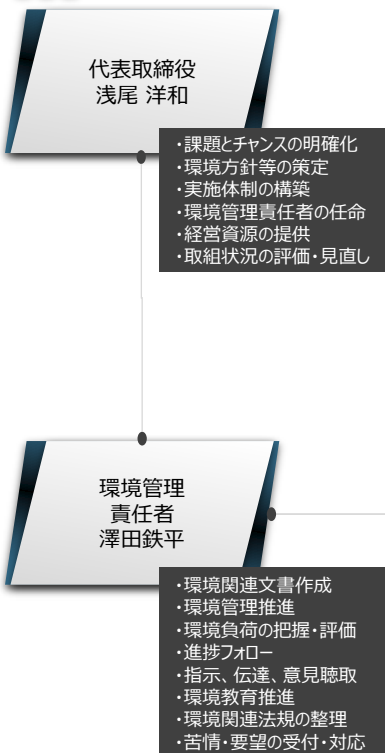 代表取締役
浅尾 洋和
・課題とチャンスの明確化
・環境方針等の策定
・実施体制の構築
・環境管理責任者の任命
・経営資源の提供
・取組状況の評価・見直し
環境管理
責任者
澤田鉄平
・環境関連文書作成
・環境管理推進
・環境負荷の把握・評価
・進捗フォロー
・指示、伝達、意見聴取
・環境教育推進
・環境関連法規の整理
・苦情・要望の受付・対応